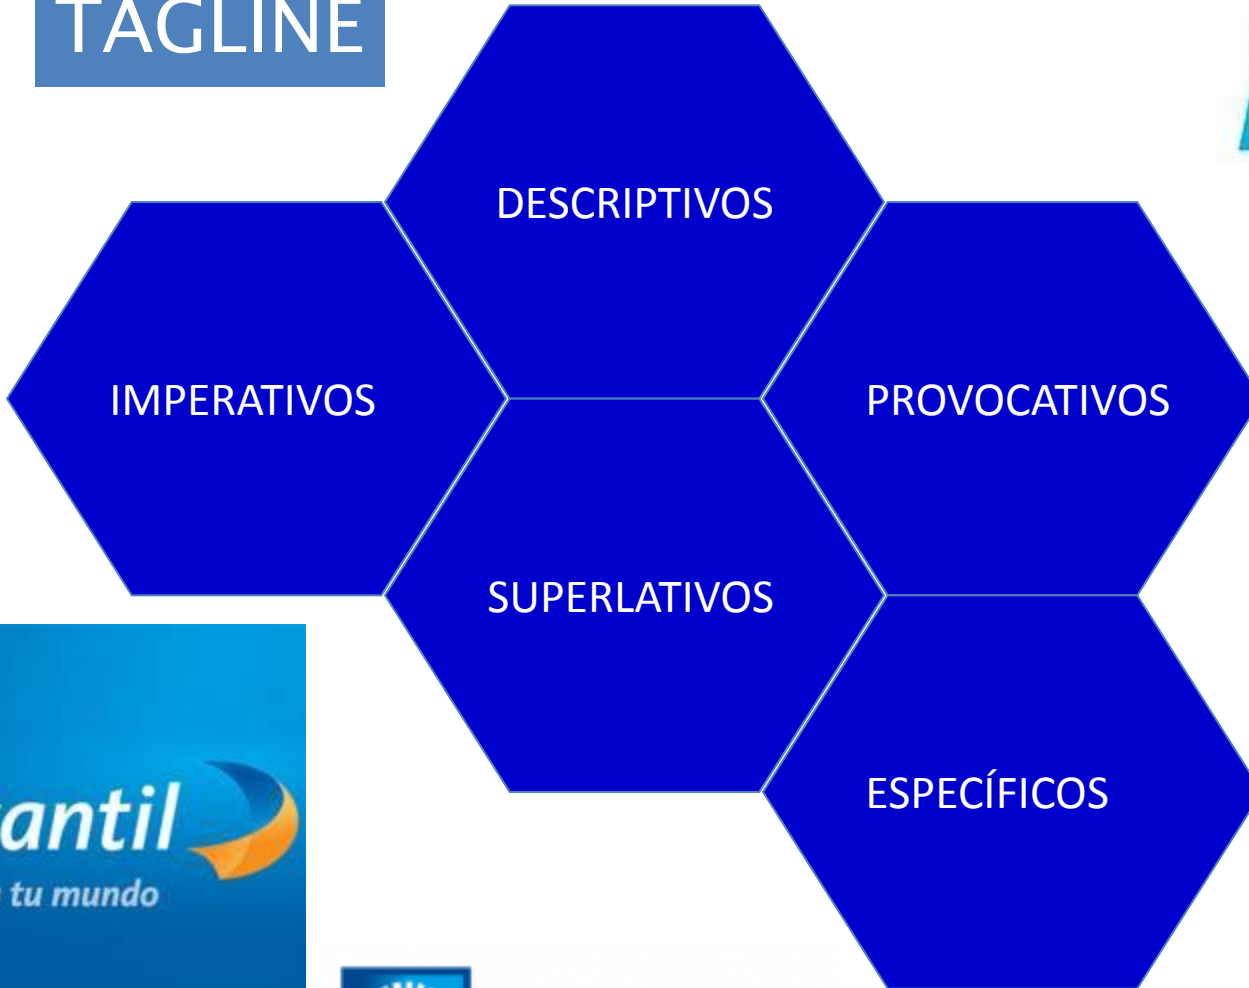 TAGLINE
DESCRIPTIVOS
IMPERATIVOS
PROVOCATIVOS
SUPERLATIVOS
ESPECÍFICOS
antil
tu mundo